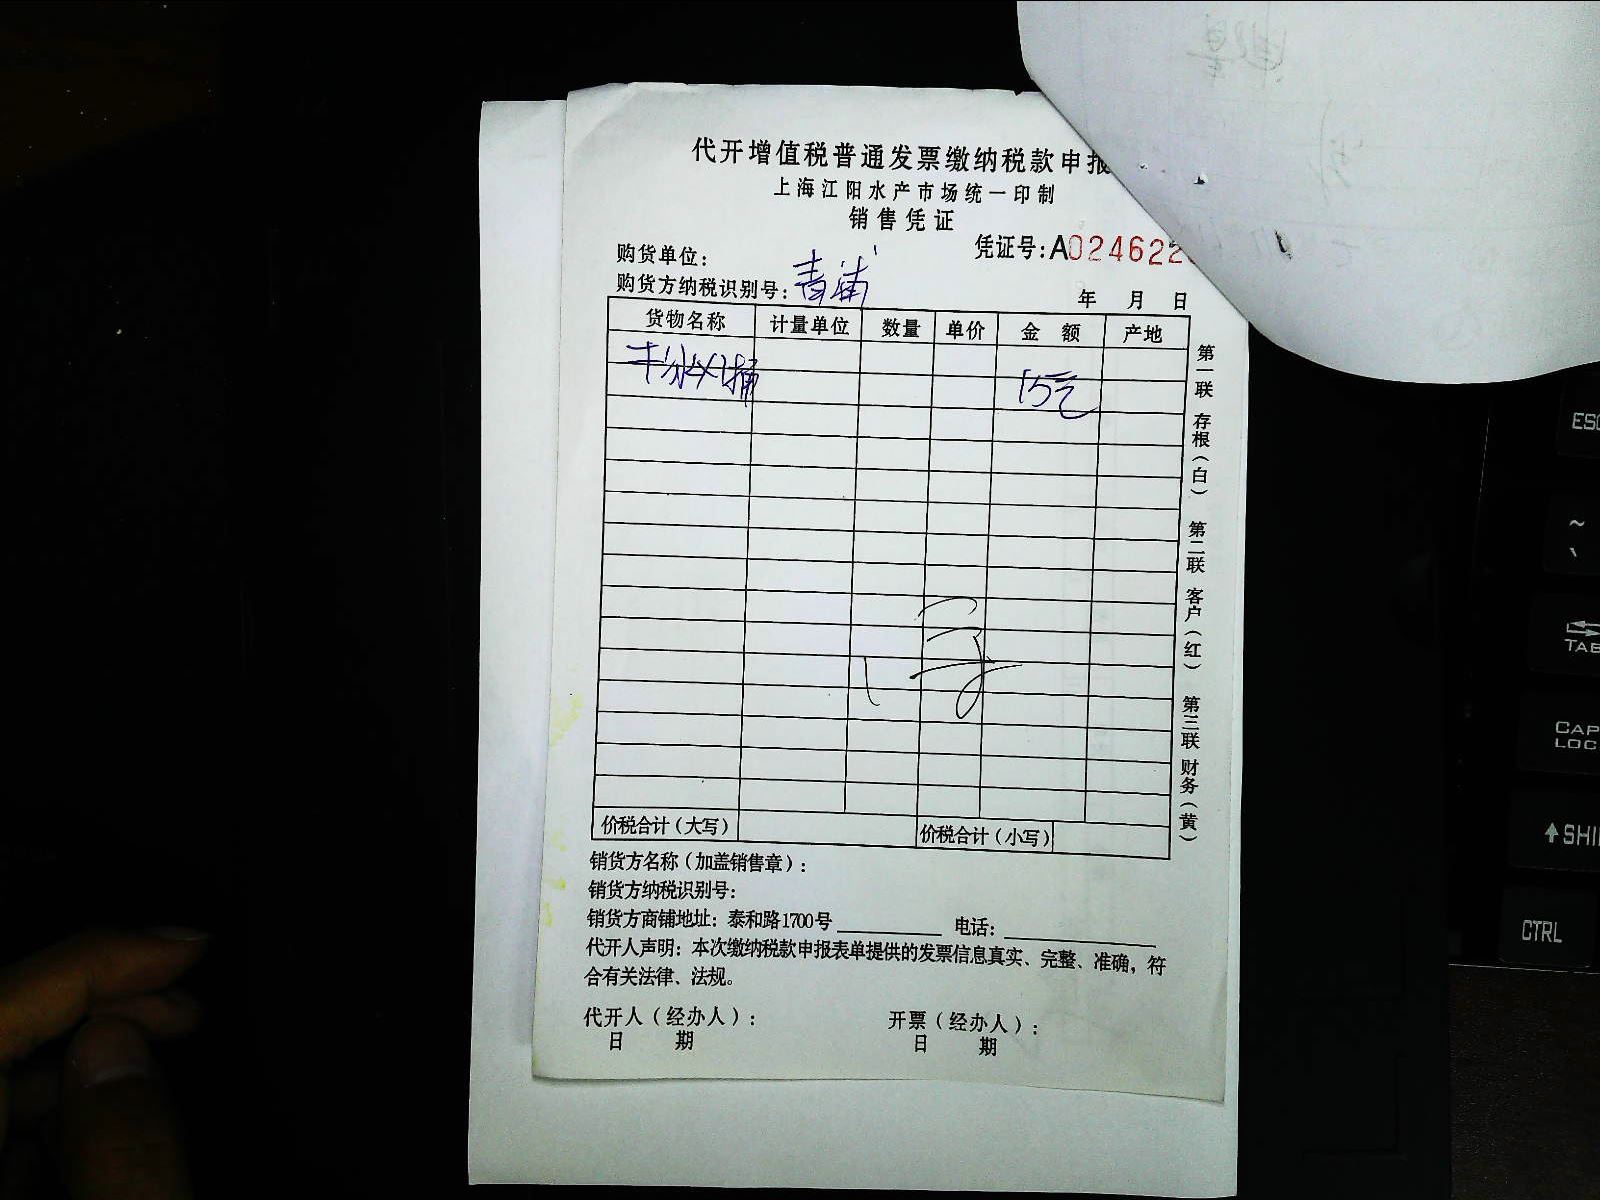 代开增值税普通发票缴纳税款申报
上海江阳水产市场统一印制
销售凭证
凭证号:A024622
购货单位:
购货方纳税识别号: 青浦
年 月 日
货物名称 计量单位 数量 单价 金 额 产地
15元
价税合计(大写) 价税合计(小写)
销货方名称(加盖销售章):
销货方纳税识别号:
销货方商铺地址: 泰和路1700号 电话:
代开人声明: 本次缴纳税款申报表单提供的发票信息真实、完整、准确, 符
合有关法律、法规。
代开人(经办人): 开票(经办人):
日 期 日 期
第一联 存根(白) 第二联 客户(红) 第三联 财务(黄)
ESC
~
TAB
CAP
LOC
SHI
CTRL